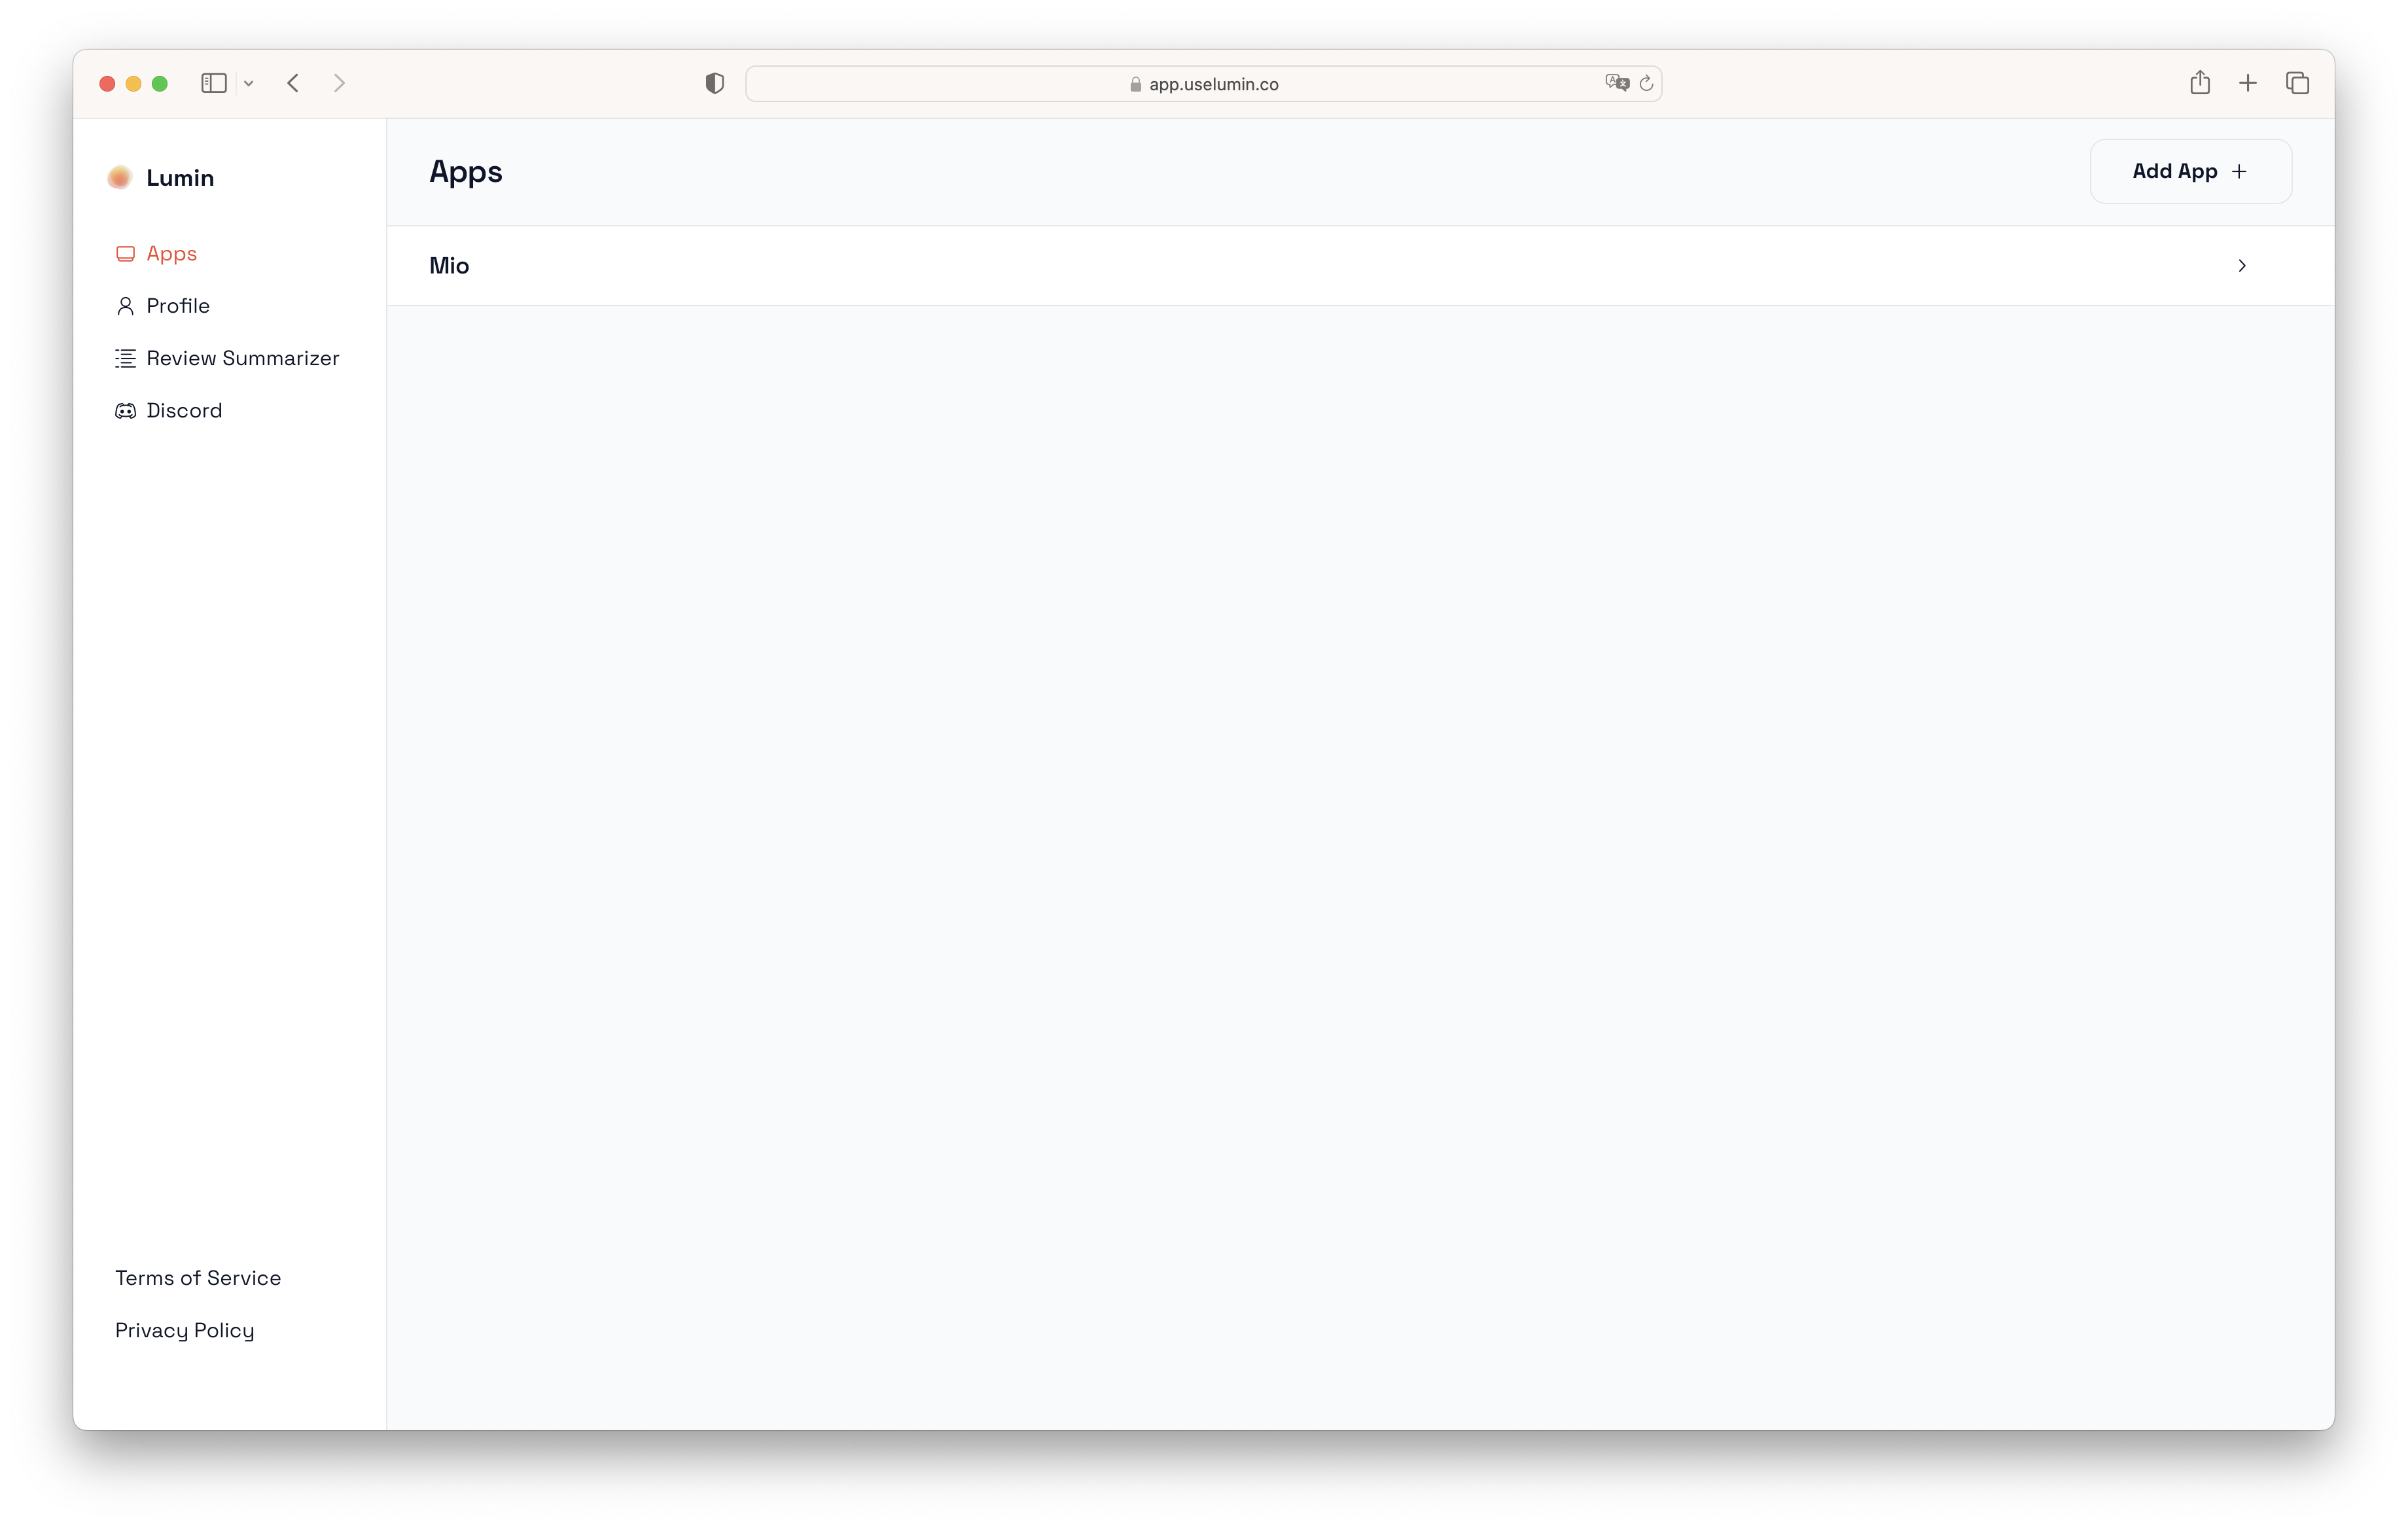 app.uselumin.co
Lumin
Apps
Profile
Review Summarizer
Discord
Terms of Service
Privacy Policy
Apps
Add App +
Mio